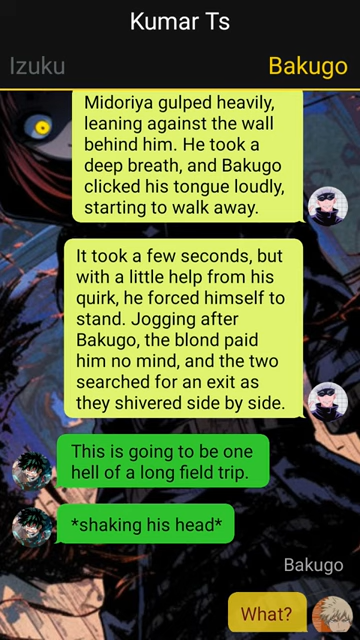 Kumar Ts
Izuku
Bakugo
Midoriya gulped heavily,
leaning against the wall
behind him. He took a
deep breath, and Bakugo
clicked his tongue loudly,
starting to walk away.
It took a few seconds, but
with a little help from his
quirk, he forced himself to
stand. Jogging after
Bakugo, the blond paid
him no mind, and the two
searched for an exit as
they shivered side by side.
This is going to be one
hell of a long field trip.
*shaking his head*
Bakugo
What?